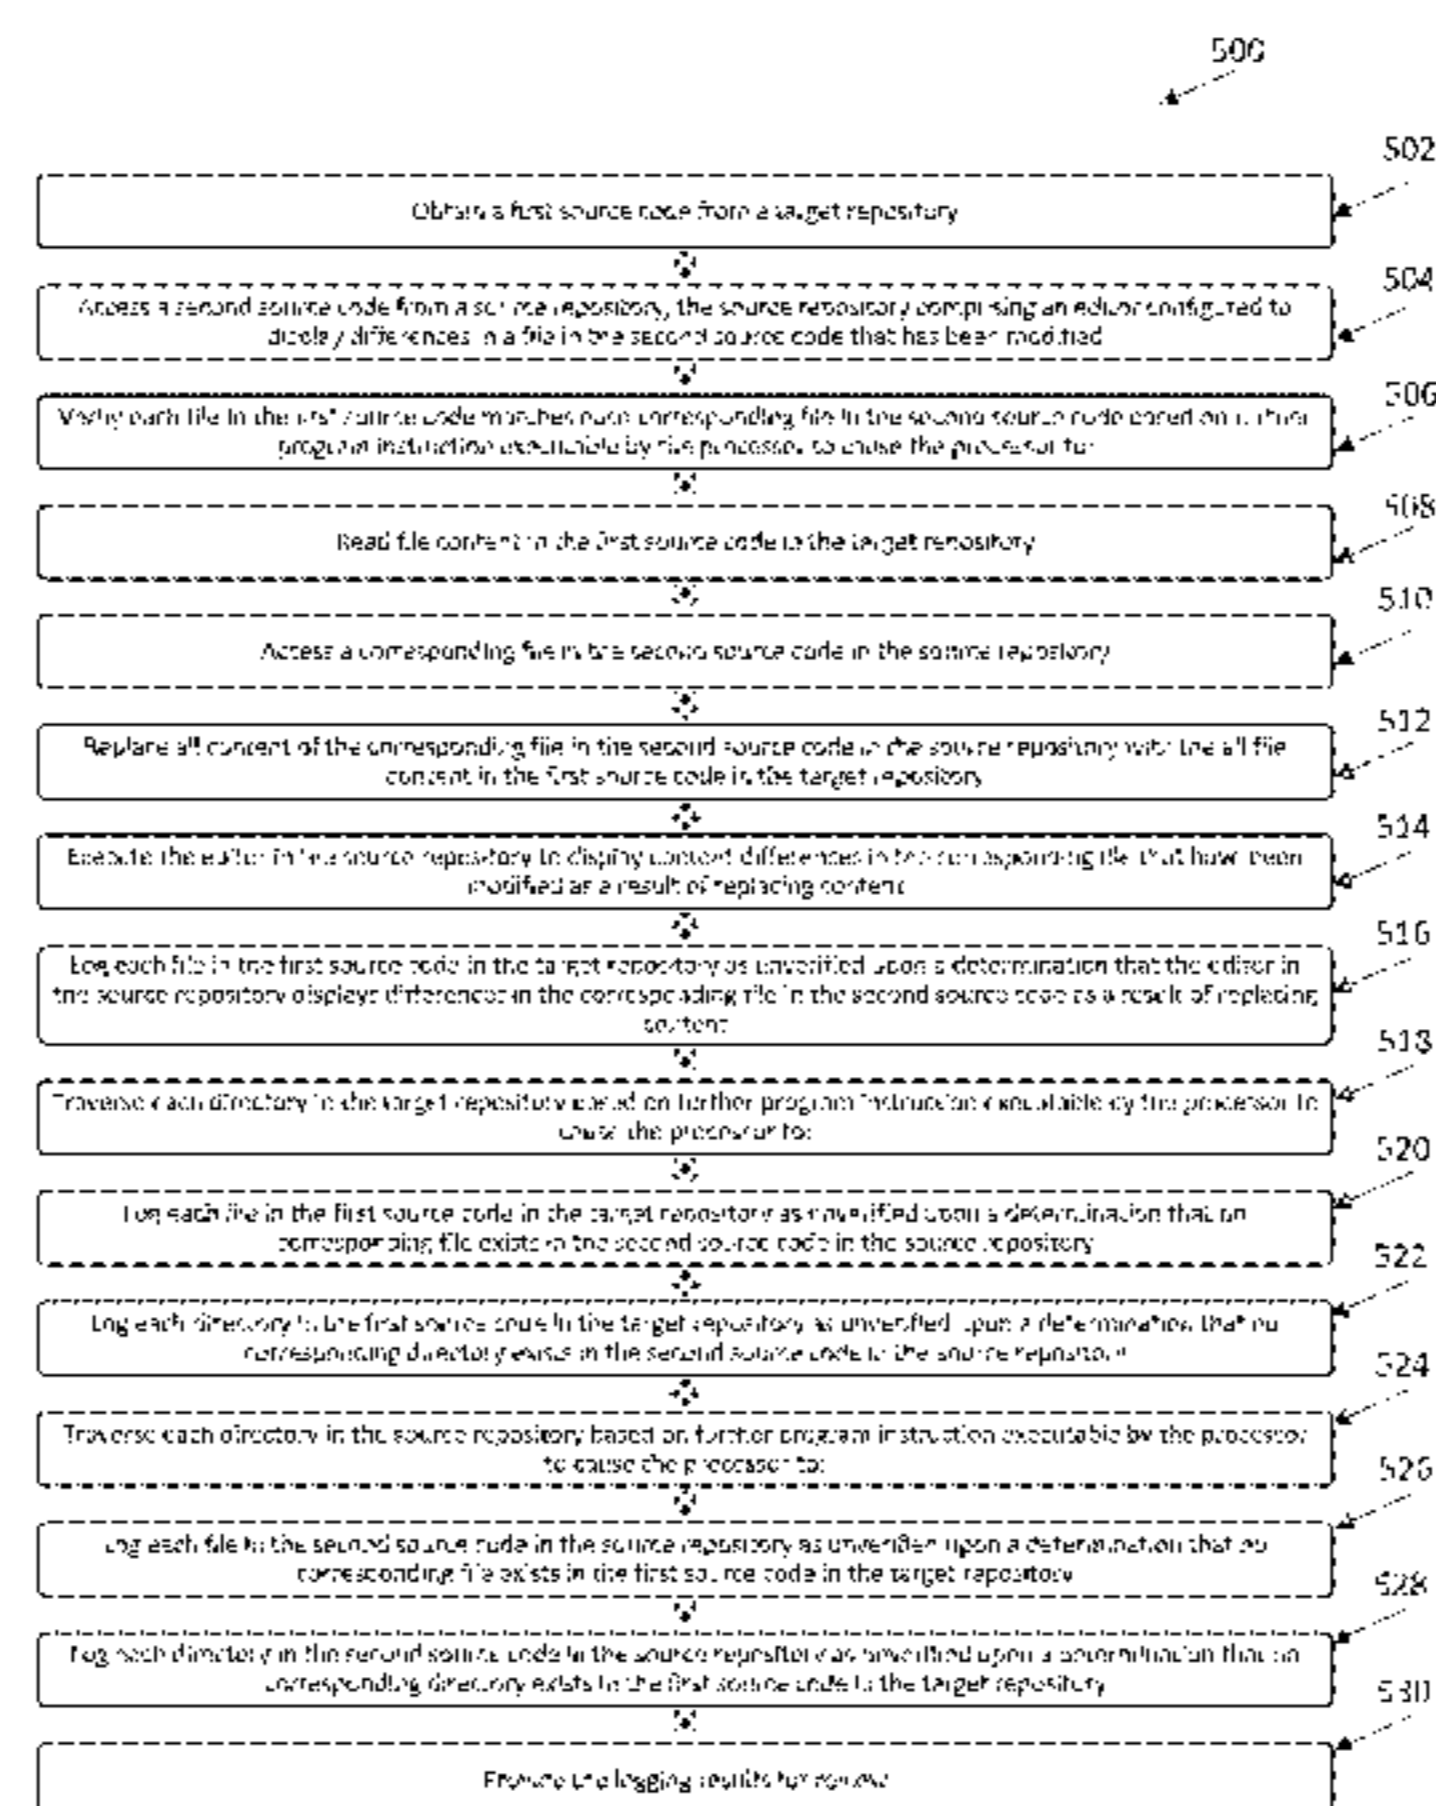 500
502
Obtain a first source code from a target repository
504
Access a second source code from a source repository, the source repository comprising an editor configured to
display differences in a file in the second source code that has been modified
506
Verify each file in the first source code matches each corresponding file in the second source code based on further
program instruction executable by the processor to cause the processor to:
508
Read file content in the first source code in the target repository
510
Access a corresponding file in the second source code in the source repository
512
Replace all content of the corresponding file in the second source code in the source repository with the all file
content in the first source code in the target repository
514
Execute the editor in the source repository to display content differences in the corresponding file that have been
modified as a result of replacing content
516
Log each file in the first source code in the target repository as unverified upon a determination that the editor in
the source repository displays differences in the corresponding file in the second source code as a result of replacing
content
518
Traverse each directory in the target repository based on further program instruction executable by the processor to
cause the processor to:
520
Log each file in the first source code in the target repository as unverified upon a determination that no
corresponding file exists in the second source code in the source repository
522
Log each directory in the first source code in the target repository as unverified upon a determination that no
corresponding directory exists in the second source code in the source repository
524
Traverse each directory in the source repository based on further program instruction executable by the processor
to cause the processor to:
526
Log each file in the second source code in the source repository as unverified upon a determination that no
corresponding file exists in the first source code in the target repository
528
Log each directory in the second source code in the source repository as unverified upon a determination that no
corresponding directory exists in the first source code in the target repository
530
Provide the logging results for review